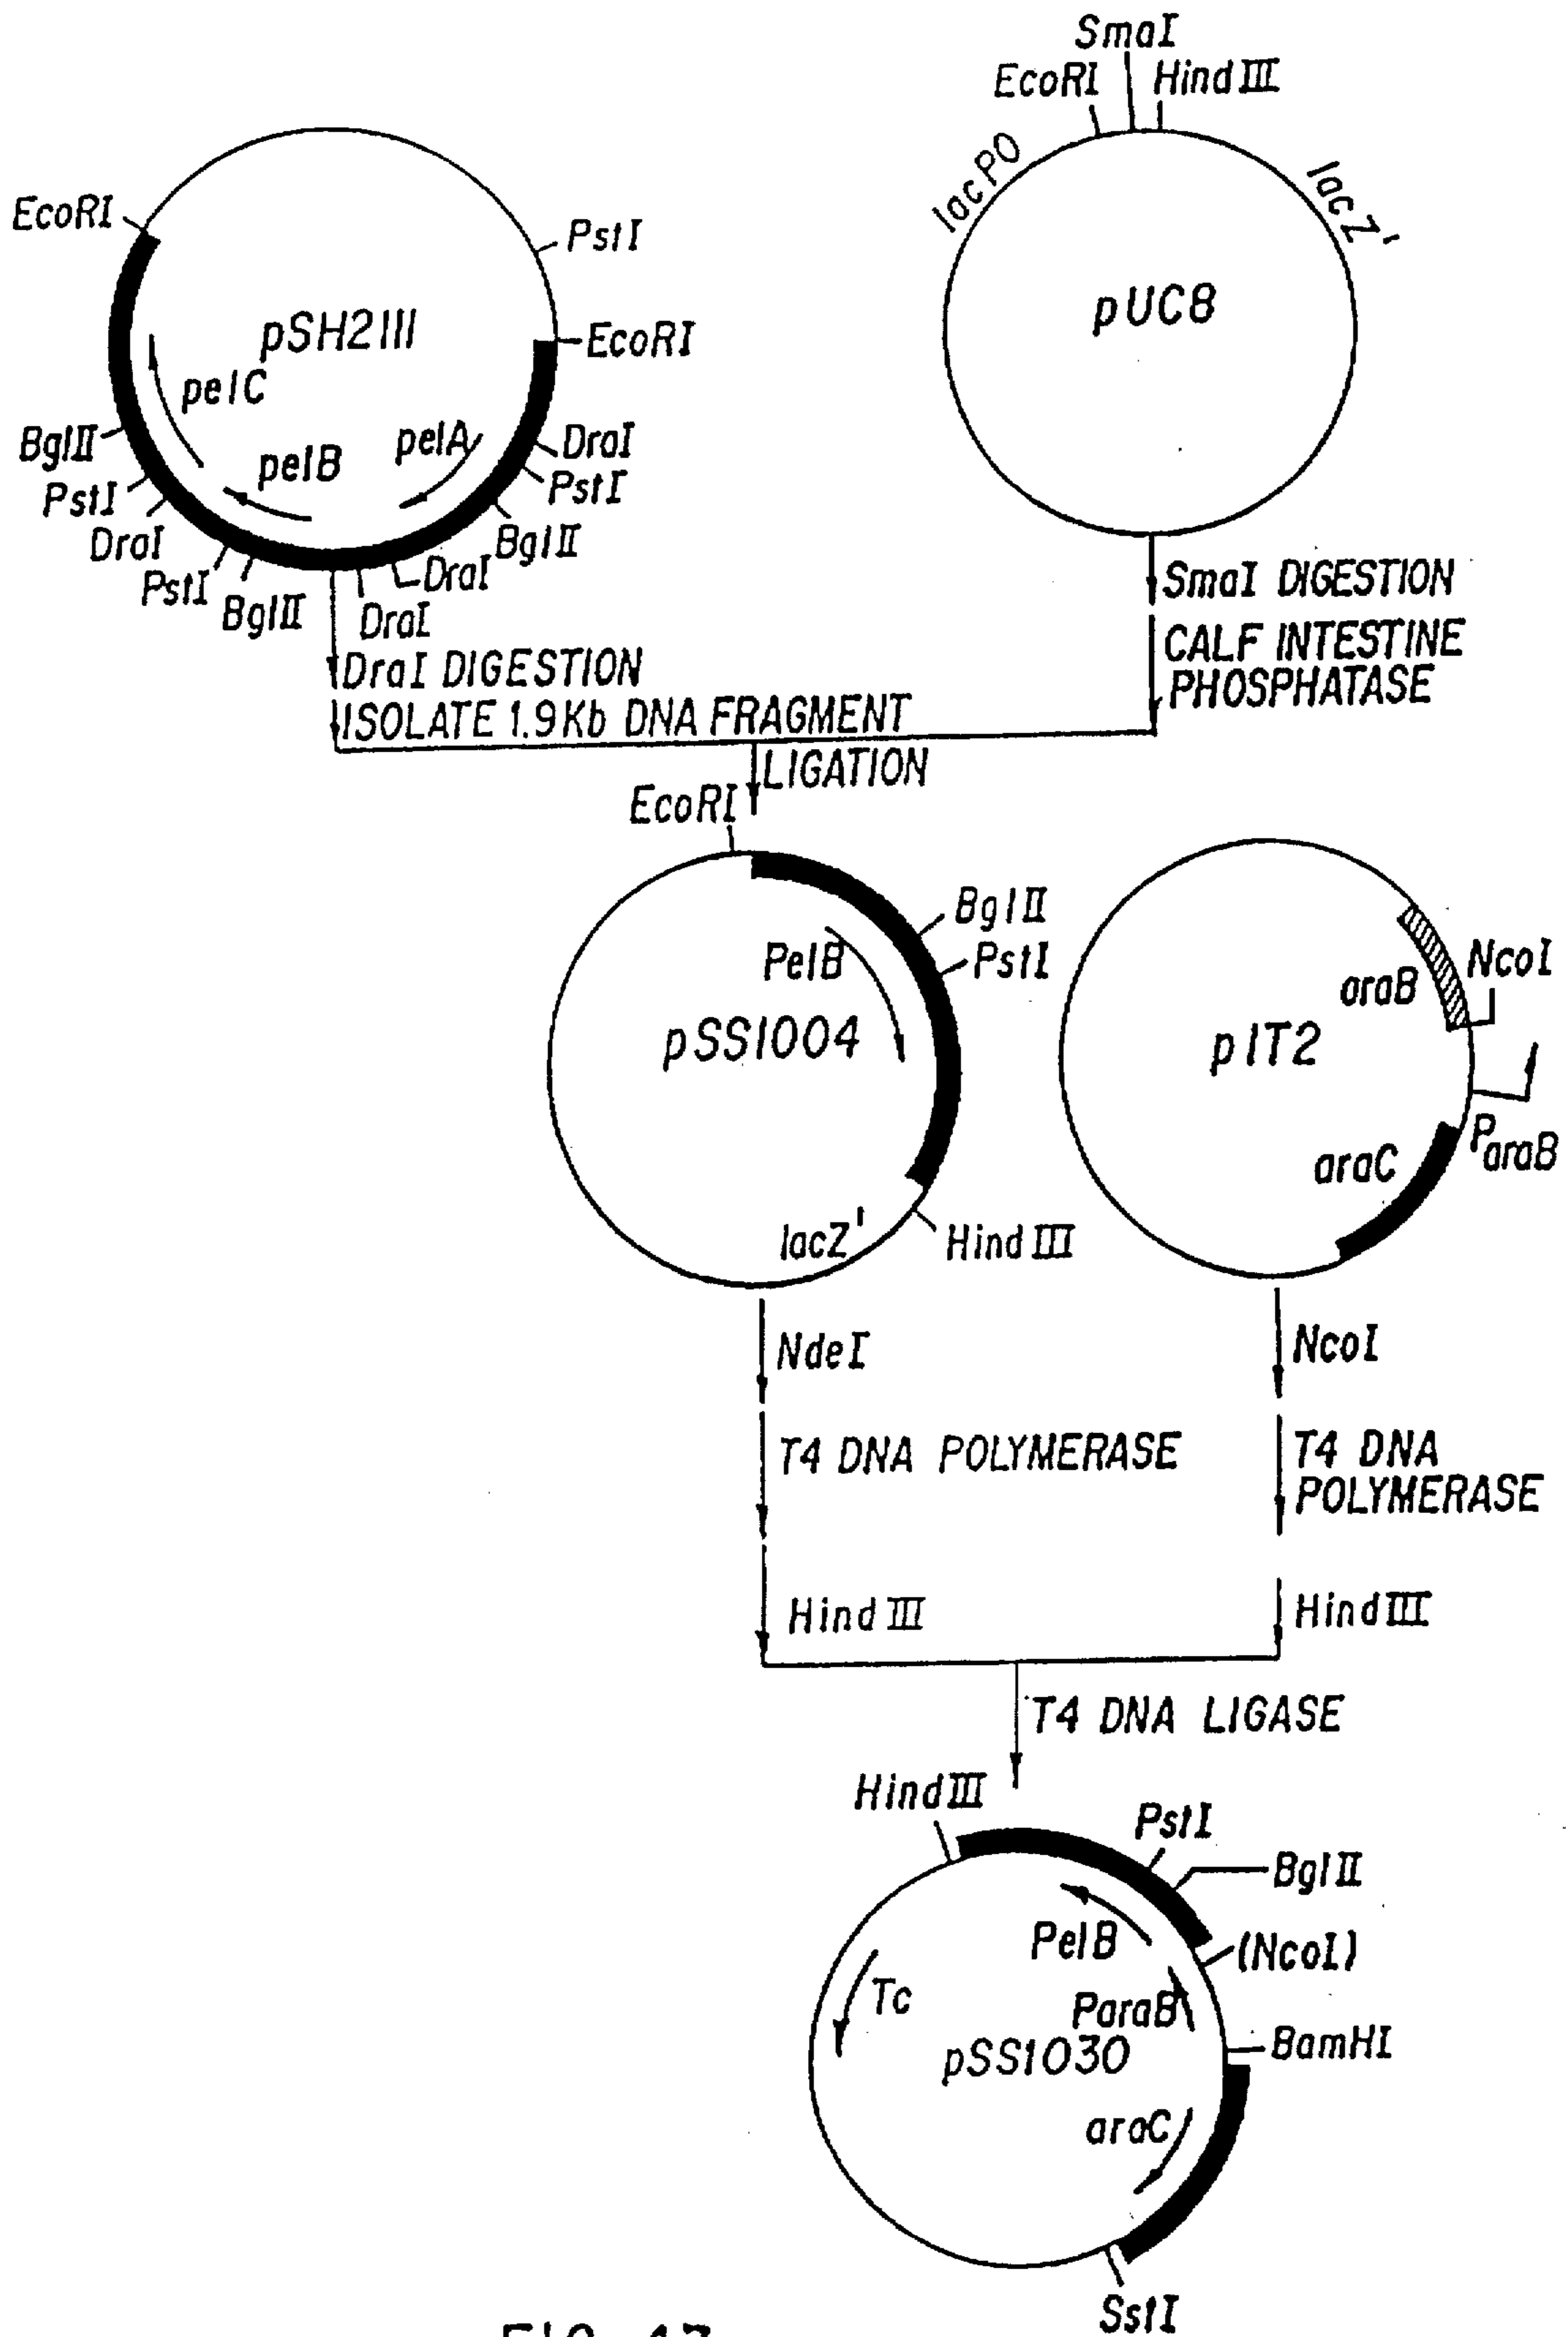 SmaI
EcoRI
HindIII
lacPO
lacZ'
pUC8
EcoRI
PstI
pSH2111
EcoRI
pelC
pelA
pelB
BglII
PstI
DraI
PstI
BglII
DraI
DraI
BglII
PstI
DraI
DraI DIGESTION
ISOLATE 1.9Kb DNA FRAGMENT
SmaI DIGESTION
CALF INTESTINE
PHOSPHATASE
LIGATION
EcoRI
BglII
PstI
PelB
pSS1004
lacZ'
HindIII
araB
NcoI
pIT2
ParaB
araC
NdeI
T4 DNA POLYMERASE
HindIII
NcoI
T4 DNA
POLYMERASE
HindIII
T4 DNA LIGASE
HindIII
PstI
BglII
PelB
(NcoI)
Tc
ParaB
BamHI
pSS1030
araC
SstI